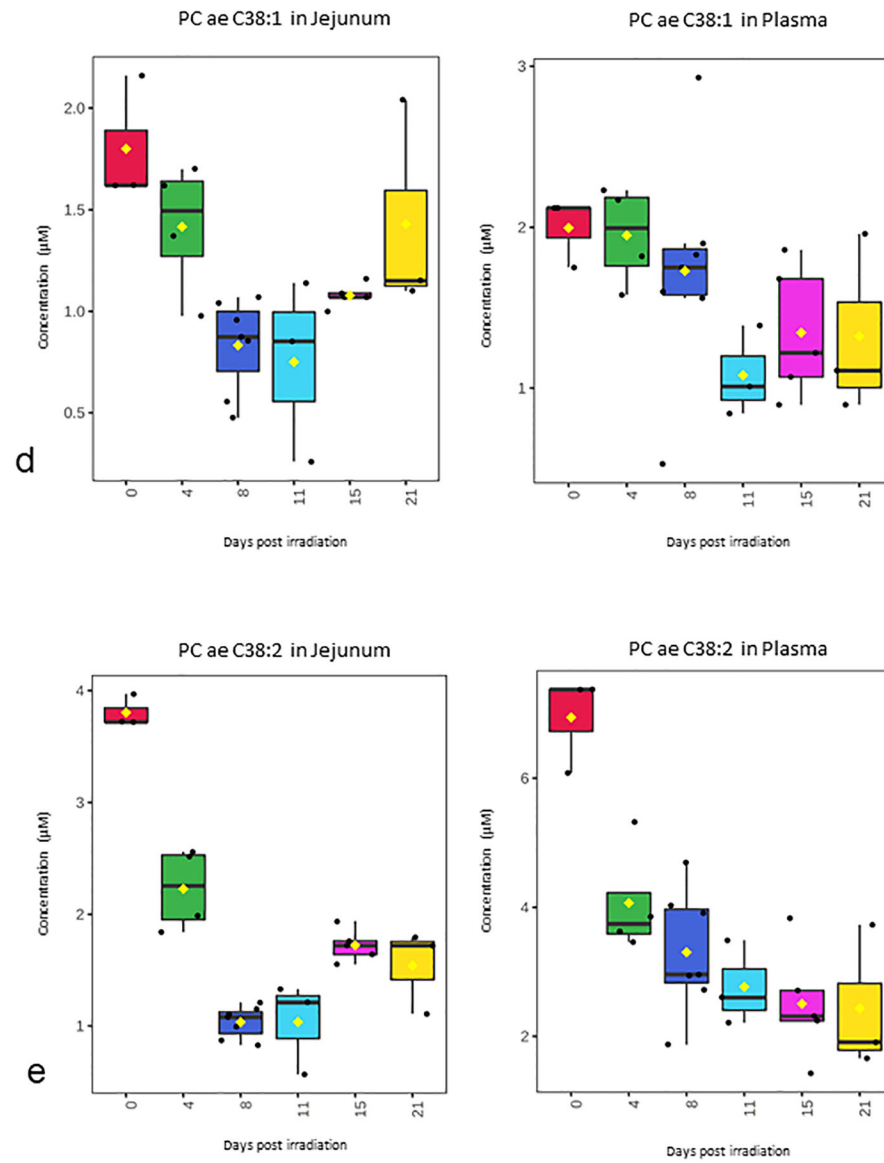 PC ae C38:1 in Jejunum
Concentration (µM)
2.0
1.5
1.0
0.5
0 4 8 11 15 21
Days post irradiation
PC ae C38:1 in Plasma
Concentration (µM)
3
2
1
0 4 8 11 15 21
Days post irradiation
d
PC ae C38:2 in Jejunum
Concentration (µM)
4
3
2
1
0 4 8 11 15 21
Days post irradiation
PC ae C38:2 in Plasma
Concentration (µM)
6
4
2
0 4 8 11 15 21
Days post irradiation
e